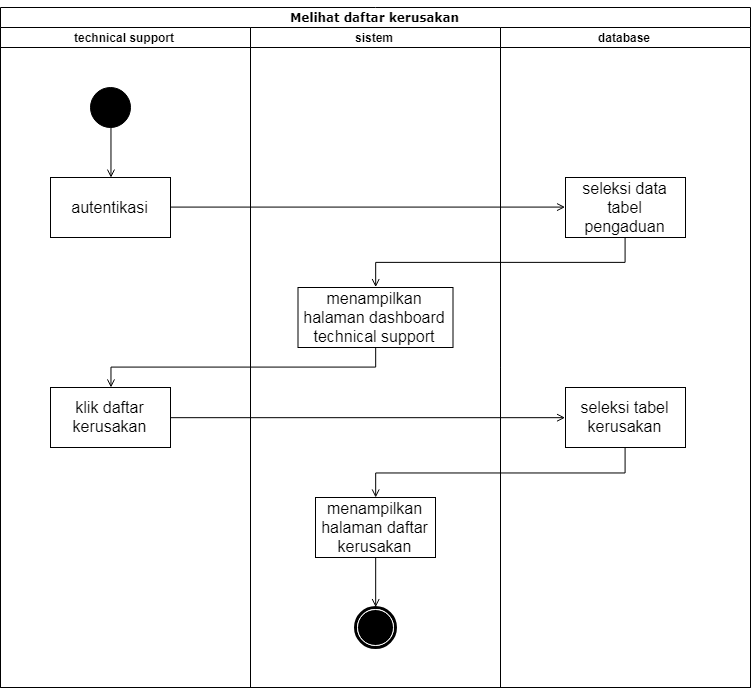 Melihat daftar kerusakan
technical support
sistem
database
autentikasi
seleksi data
tabel
pengaduan
menampilkan
halaman dashboard
technical support
klik daftar
kerusakan
seleksi tabel
kerusakan
menampilkan
halaman daftar
kerusakan